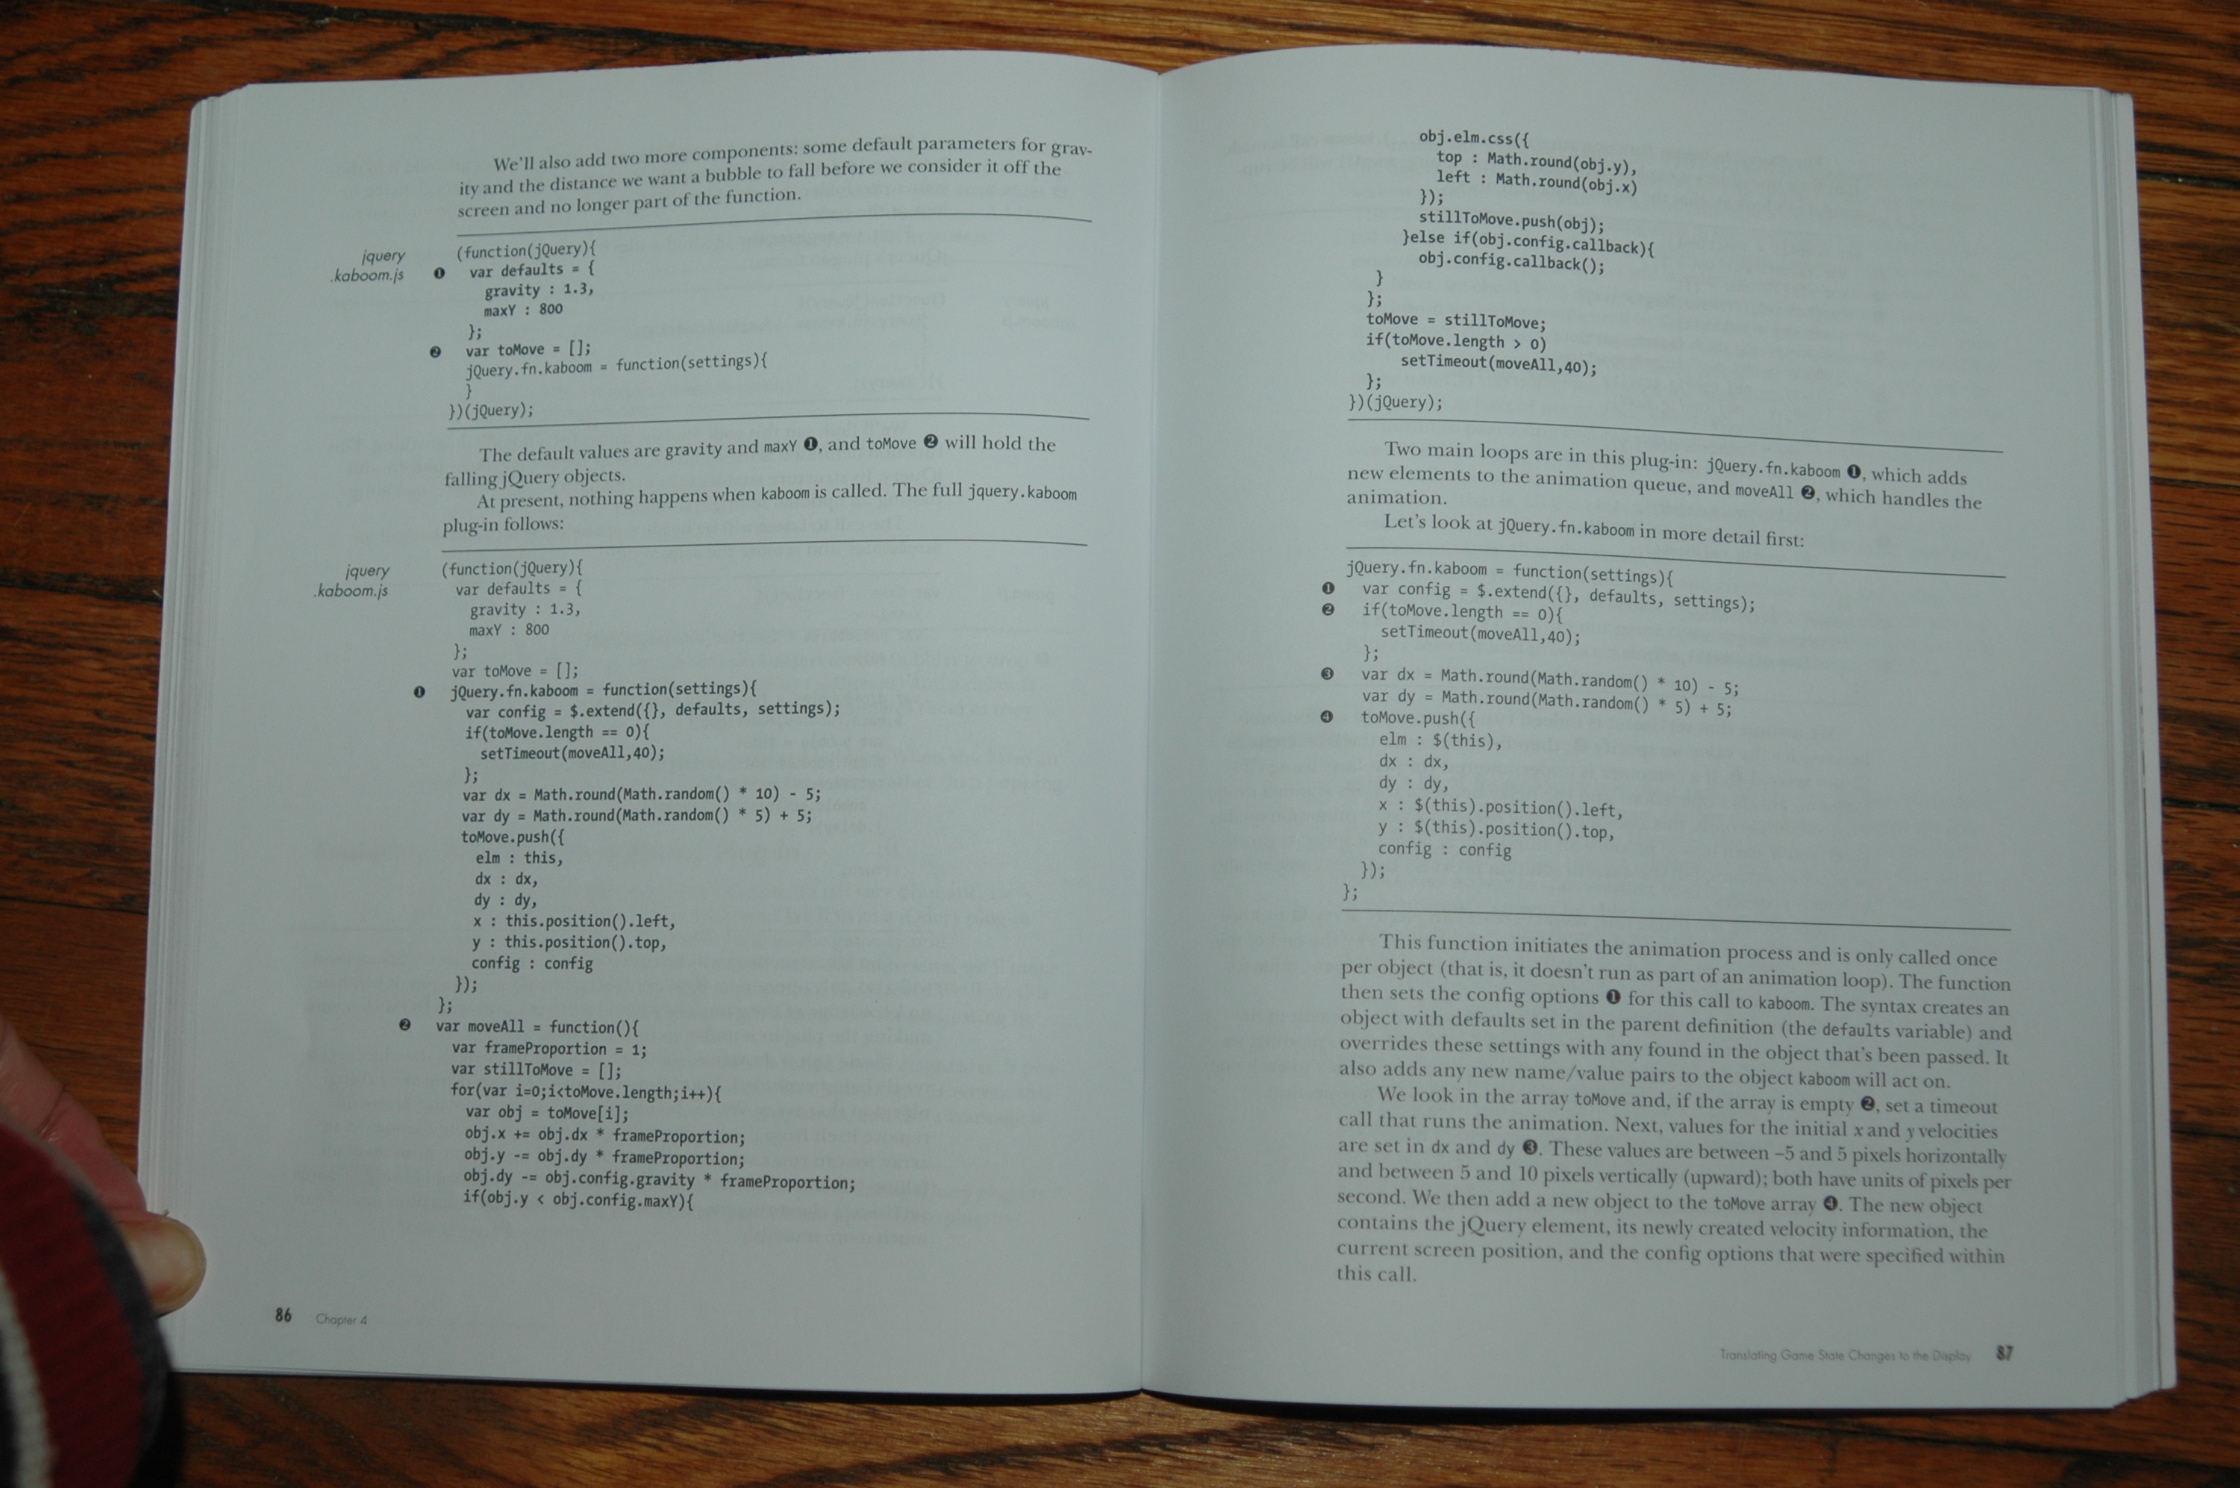 We'll also add two more components: some default parameters for grav-
ity and the distance we want a bubble to fall before we consider it off the
screen and no longer part of the function.
jquery
.kaboom.js
(function(jQuery){
❶ var defaults = {
gravity : 1.3,
maxY : 800
};
❷ var toMove = [];
jQuery.fn.kaboom = function(settings){
}
})(jQuery);
The default values are gravity and maxY ❶, and toMove ❷ will hold the
falling jQuery objects.
At present, nothing happens when kaboom is called. The full jquery.kaboom
plug-in follows:
jquery
.kaboom.js
(function(jQuery){
var defaults = {
gravity : 1.3,
maxY : 800
};
var toMove = [];
❶ jQuery.fn.kaboom = function(settings){
var config = $.extend({}, defaults, settings);
if(toMove.length == 0){
setTimeout(moveAll,40);
};
var dx = Math.round(Math.random() * 10) - 5;
var dy = Math.round(Math.random() * 5) + 5;
toMove.push({
elm : this,
dx : dx,
dy : dy,
x : this.position().left,
y : this.position().top,
config : config
});
};
❷ var moveAll = function(){
var frameProportion = 1;
var stillToMove = [];
for(var i=0;i<toMove.length;i++){
var obj = toMove[i];
obj.x += obj.dx * frameProportion;
obj.y -= obj.dy * frameProportion;
obj.dy -= obj.config.gravity * frameProportion;
if(obj.y < obj.config.maxY){
86 Chapter 4
obj.elm.css({
top : Math.round(obj.y),
left : Math.round(obj.x)
});
stillToMove.push(obj);
}else if(obj.config.callback){
obj.config.callback();
}
};
toMove = stillToMove;
if(toMove.length > 0)
setTimeout(moveAll,40);
};
})(jQuery);
Two main loops are in this plug-in: jQuery.fn.kaboom ❶, which adds
new elements to the animation queue, and moveAll ❷, which handles the
animation.
Let's look at jQuery.fn.kaboom in more detail first:
jQuery.fn.kaboom = function(settings){
❶ var config = $.extend({}, defaults, settings);
❷ if(toMove.length == 0){
setTimeout(moveAll,40);
};
❸ var dx = Math.round(Math.random() * 10) - 5;
var dy = Math.round(Math.random() * 5) + 5;
❹ toMove.push({
elm : $(this),
dx : dx,
dy : dy,
x : $(this).position().left,
y : $(this).position().top,
config : config
});
};
This function initiates the animation process and is only called once
per object (that is, it doesn't run as part of an animation loop). The function
then sets the config options ❶ for this call to kaboom. The syntax creates an
object with defaults set in the parent definition (the defaults variable) and
overrides these settings with any found in the object that's been passed. It
also adds any new name/value pairs to the object kaboom will act on.
We look in the array toMove and, if the array is empty ❷, set a timeout
call that runs the animation. Next, values for the initial x and y velocities
are set in dx and dy ❸. These values are between –5 and 5 pixels horizontally
and between 5 and 10 pixels vertically (upward); both have units of pixels per
second. We then add a new object to the toMove array ❹. The new object
contains the jQuery element, its newly created velocity information, the
current screen position, and the config options that were specified within
this call.
Translating Game State Changes to the Display 87